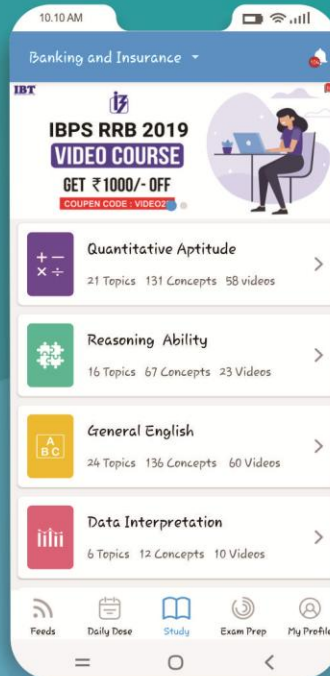 10.10 AM
Banking and Insurance
IBT
IBPS RRB 2019
VIDEO COURSE
GET ₹1000/- OFF
COUPEN CODE : VIDEO2
+ −
× ÷
Quantitative Aptitude
21 Topics 131 Concepts 58 videos
Reasoning Ability
16 Topics 67 Concepts 23 Videos
A
B C
General English
24 Topics 136 Concepts 60 Videos
Data Interpretation
6 Topics 12 Concepts 10 Videos
Feeds Daily Dose Study Exam Prep My Profile